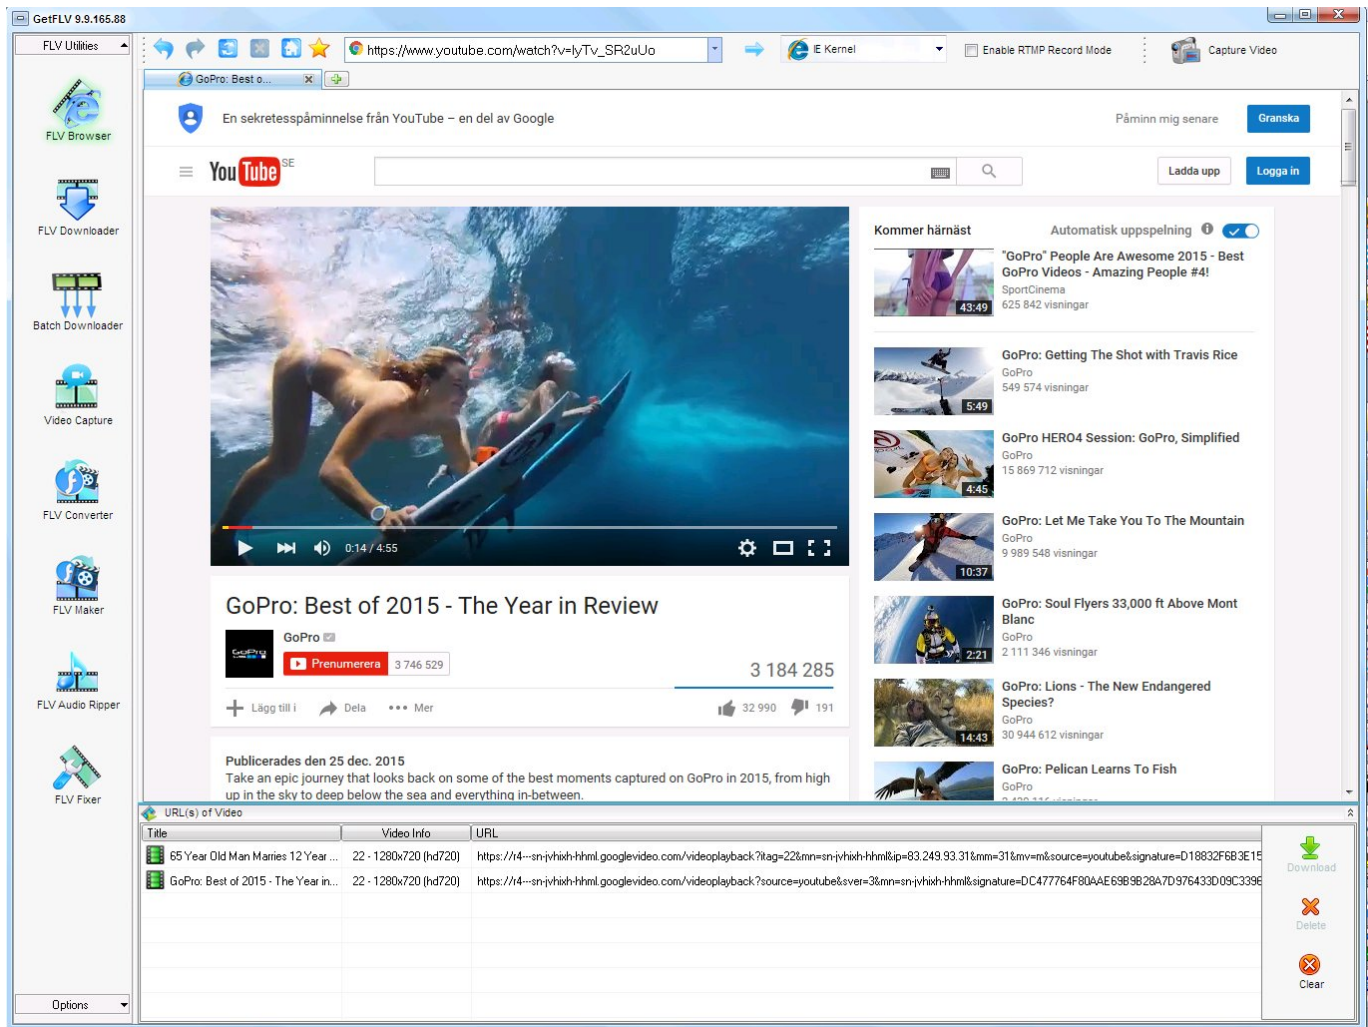 GetFLV 9.9.165.88
FLV Utilities
https://www.youtube.com/watch?v=IyTv_SR2uUo
IE Kernel
Enable RTMP Record Mode
Capture Video
GoPro: Best o...
FLV Browser
FLV Downloader
Batch Downloader
Video Capture
FLV Converter
FLV Maker
FLV Audio Ripper
FLV Fixer
Options
En sekretesspåminnelse från YouTube – en del av Google
Påminn mig senare
Granska
YouTube SE
Ladda upp
Logga in
0:14 / 4:55
GoPro: Best of 2015 - The Year in Review
GoPro
GoPro
Prenumerera
3 746 529
3 184 285
Lägg till i
Dela
Mer
32 990
191
Publicerades den 25 dec. 2015
Take an epic journey that looks back on some of the best moments captured on GoPro in 2015, from high
up in the sky to deep below the sea and everything in-between.
Kommer härnäst
Automatisk uppspelning
"GoPro" People Are Awesome 2015 - Best
GoPro Videos - Amazing People #4!
SportCinema
625 842 visningar
43:49
GoPro: Getting The Shot with Travis Rice
GoPro
549 574 visningar
5:49
GoPro HERO4 Session: GoPro, Simplified
GoPro
15 869 712 visningar
4:45
GoPro: Let Me Take You To The Mountain
GoPro
9 989 548 visningar
10:37
GoPro: Soul Flyers 33,000 ft Above Mont
Blanc
GoPro
2 111 346 visningar
2:21
GoPro: Lions - The New Endangered
Species?
GoPro
30 944 612 visningar
14:43
GoPro: Pelican Learns To Fish
GoPro
URL(s) of Video
Title
Video Info
URL
65 Year Old Man Marries 12 Year ...
22 - 1280x720 (hd720)
https://r4---sn-jvhixh-hhml.googlevideo.com/videoplayback?itag=22&mn=sn-jvhixh-hhml&ip=83.249.93.31&mm=31&mv=m&source=youtube&signature=D18832F6B3E15
GoPro: Best of 2015 - The Year in...
22 - 1280x720 (hd720)
https://r4---sn-jvhixh-hhml.googlevideo.com/videoplayback?source=youtube&sver=3&mn=sn-jvhixh-hhml&signature=DC477764F80AAE69B9B28A7D976433D09C3396
Download
Delete
Clear